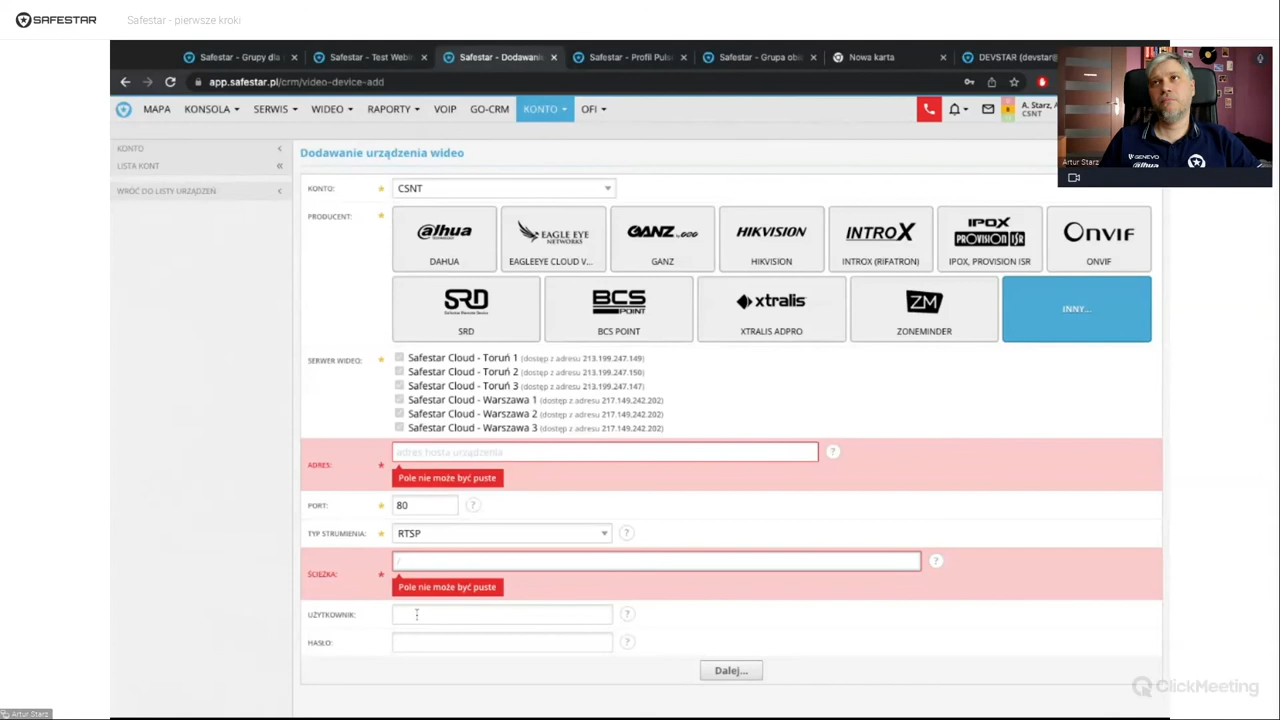 SAFESTAR
Safestar - pierwsze kroki
Safestar - Grupy dla
Safestar - Test Webi
Safestar - Dodawanie
Safestar - Profil Puls
Safestar - Grupa obi
Nowa karta
DEVSTAR (devstar
app.safestar.pl/crm/video-device-add
MAPA
KONSOLA
SERWIS
WIDEO
RAPORTY
VOIP
GO-CRM
KONTO
OFI
A. Starz, A
CSNT
GENEVO
alhua
Artur Starz
KONTO
LISTA KONT
WRÓĆ DO LISTY URZĄDZEŃ
Dodawanie urządzenia wideo
KONTO:
CSNT
PRODUCENT:
alhua
TECHNOLOGY
DAHUA
EAGLE EYE
NETWORKS
EAGLEEYE CLOUD V...
GANZ
GANZ
HIKVISION
HIKVISION
INTROX
INTROX (RIFATRON)
IPOX
PROVISION ISR
IPOX, PROVISION ISR
ONVIF
ONVIF
SRD
SRD
BCS
POINT
BCS POINT
xtralis
XTRALIS ADPRO
ZM
ZONEMINDER
INNY...
SERWER WIDEO:
Safestar Cloud - Toruń 1 (dostęp z adresu 213.199.247.149)
Safestar Cloud - Toruń 2 (dostęp z adresu 213.199.247.150)
Safestar Cloud - Toruń 3 (dostęp z adresu 213.199.247.147)
Safestar Cloud - Warszawa 1 (dostęp z adresu 217.149.242.202)
Safestar Cloud - Warszawa 2 (dostęp z adresu 217.149.242.202)
Safestar Cloud - Warszawa 3 (dostęp z adresu 217.149.242.202)
ADRES:
adres hosta urządzenia
?
Pole nie może być puste
PORT:
80
?
TYP STRUMIENIA:
RTSP
?
ŚCIEŻKA:
/
?
Pole nie może być puste
UŻYTKOWNIK:
?
HASŁO:
?
Dalej...
ClickMeeting
Artur Starz